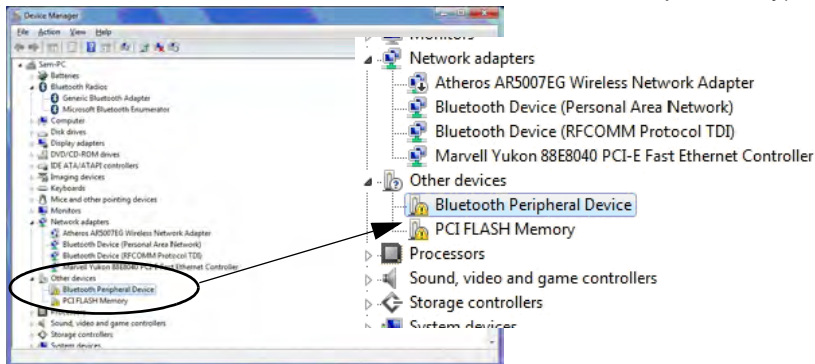 Device Manager
File Action View Help
Sam-PC
Batteries
Bluetooth Radios
Generic Bluetooth Adapter
Microsoft Bluetooth Enumerator
Computer
Disk drives
Display adapters
DVD/CD-ROM drives
IDE ATA/ATAPI controllers
Imaging devices
Keyboards
Mice and other pointing devices
Monitors
Network adapters
Atheros AR5007EG Wireless Network Adapter
Bluetooth Device (Personal Area Network)
Bluetooth Device (RFCOMM Protocol TDI)
Marvell Yukon 88E8040 PCI-E Fast Ethernet Controller
Other devices
Bluetooth Peripheral Device
PCI FLASH Memory
Processors
Sound, video and game controllers
Storage controllers
System devices
Monitors
Network adapters
Atheros AR5007EG Wireless Network Adapter
Bluetooth Device (Personal Area Network)
Bluetooth Device (RFCOMM Protocol TDI)
Marvell Yukon 88E8040 PCI-E Fast Ethernet Controller
Other devices
Bluetooth Peripheral Device
PCI FLASH Memory
Processors
Sound, video and game controllers
Storage controllers
System devices